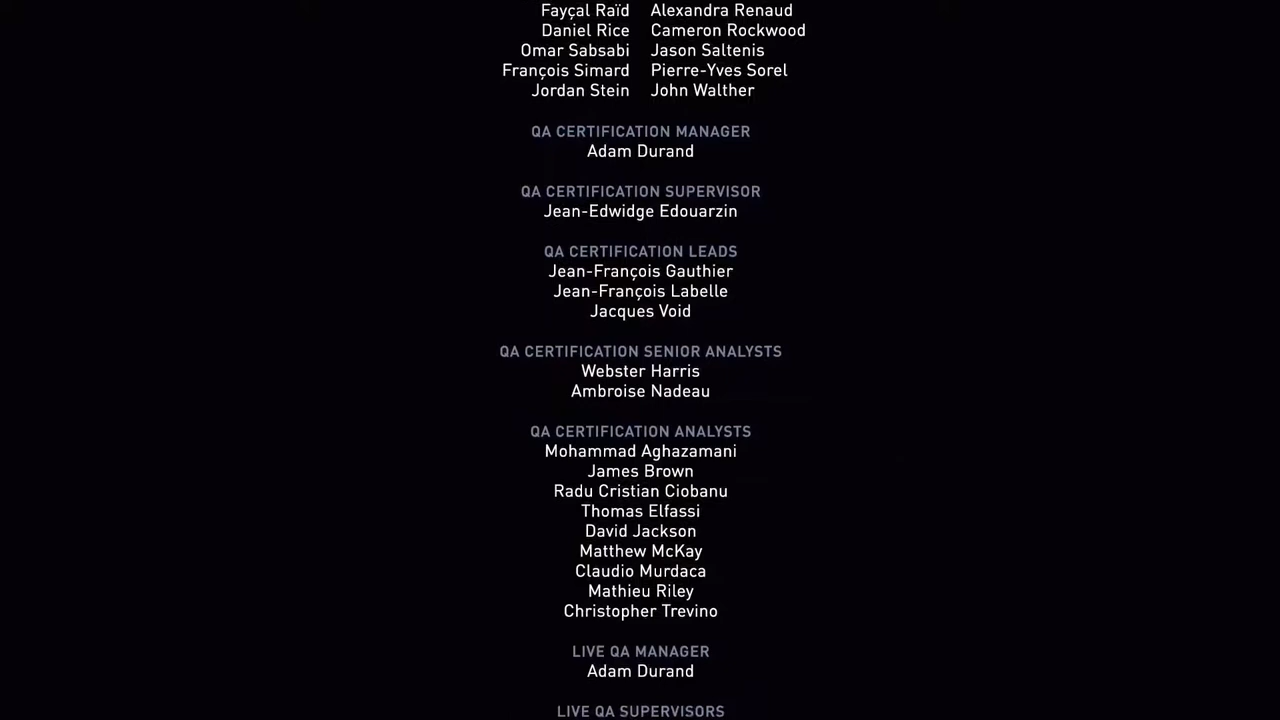 Fayçal Raïd Alexandra Renaud
Daniel Rice Cameron Rockwood
Omar Sabsabi Jason Saltenis
François Simard Pierre-Yves Sorel
Jordan Stein John Walther
QA CERTIFICATION MANAGER
Adam Durand
QA CERTIFICATION SUPERVISOR
Jean-Edwidge Edouarzin
QA CERTIFICATION LEADS
Jean-François Gauthier
Jean-François Labelle
Jacques Void
QA CERTIFICATION SENIOR ANALYSTS
Webster Harris
Ambroise Nadeau
QA CERTIFICATION ANALYSTS
Mohammad Aghazamani
James Brown
Radu Cristian Ciobanu
Thomas Elfassi
David Jackson
Matthew McKay
Claudio Murdaca
Mathieu Riley
Christopher Trevino
LIVE QA MANAGER
Adam Durand
LIVE QA SUPERVISORS